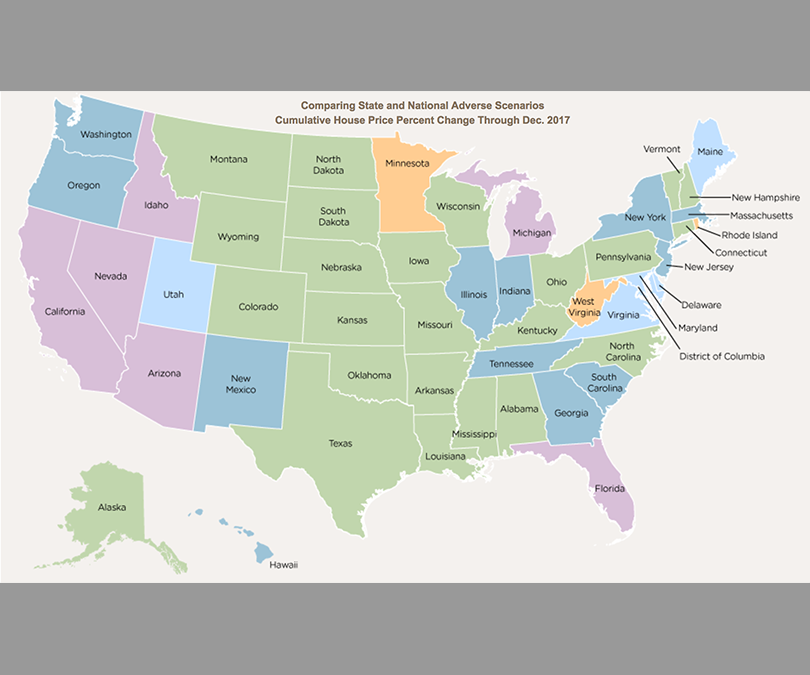 Comparing State and National Adverse Scenarios
Cumulative House Price Percent Change Through Dec. 2017
Washington
Oregon
Idaho
Montana
North
Dakota
Minnesota
Wisconsin
Michigan
Vermont
Maine
New Hampshire
Massachusetts
Rhode Island
Connecticut
New York
Pennsylvania
New Jersey
Delaware
Maryland
District of Columbia
South
Dakota
Wyoming
Nebraska
Iowa
Illinois
Indiana
Ohio
West
Virginia
Virginia
California
Nevada
Utah
Colorado
Kansas
Missouri
Kentucky
North
Carolina
Tennessee
South
Carolina
Arizona
New
Mexico
Oklahoma
Arkansas
Texas
Louisiana
Mississippi
Alabama
Georgia
Florida
Alaska
Hawaii